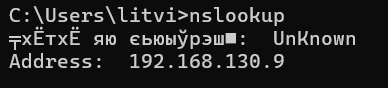 C:\Users\litvi>nslookup
╤хЁтхЁ яю єьюыўрэш■:  UnKnown
Address:  192.168.130.9